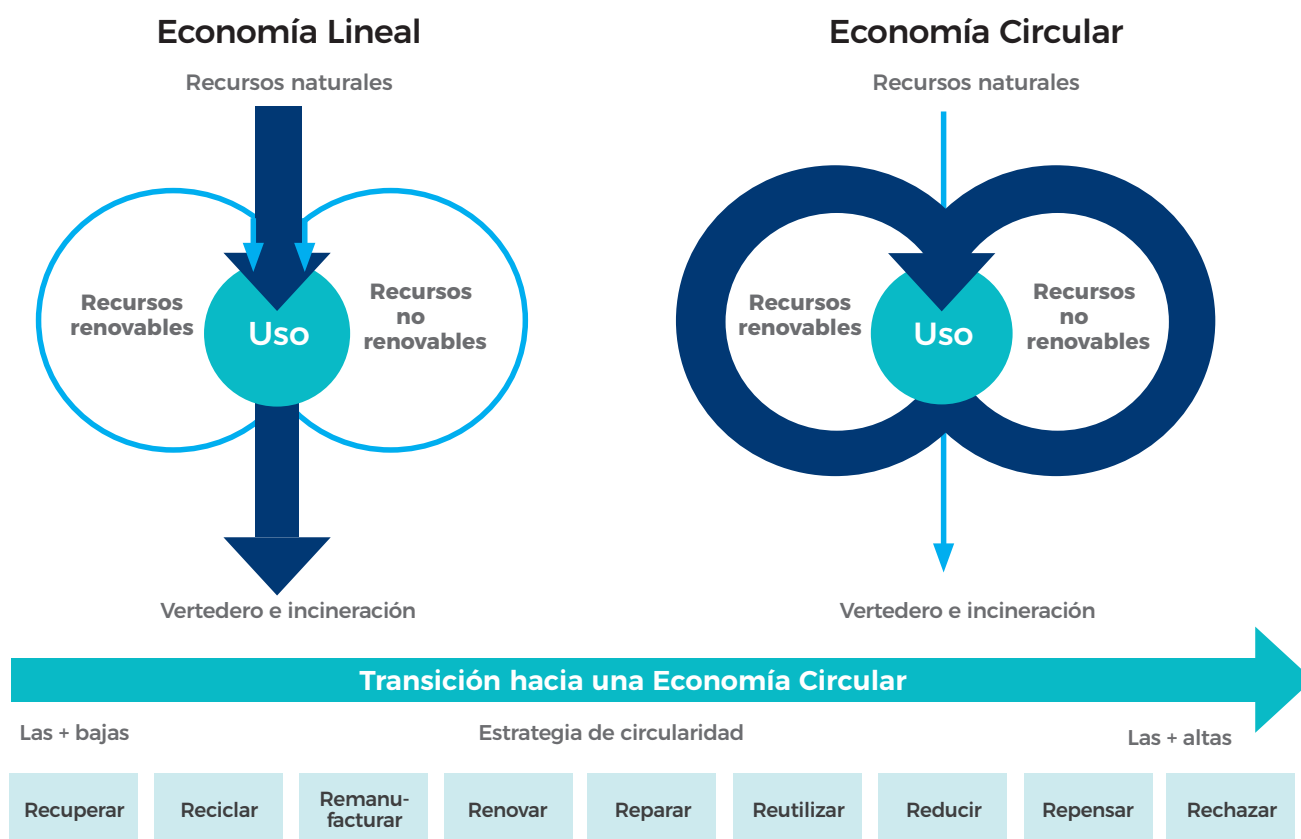 Economía Lineal
Recursos naturales
Recursos
renovables
Uso
Recursos
no
renovables
Vertedero e incineración
Economía Circular
Recursos naturales
Recursos
renovables
Uso
Recursos
no
renovables
Vertedero e incineración
Transición hacia una Economía Circular
Las + bajas
Estrategia de circularidad
Las + altas
Recuperar
Reciclar
Remanu-
facturar
Renovar
Reparar
Reutilizar
Reducir
Repensar
Rechazar